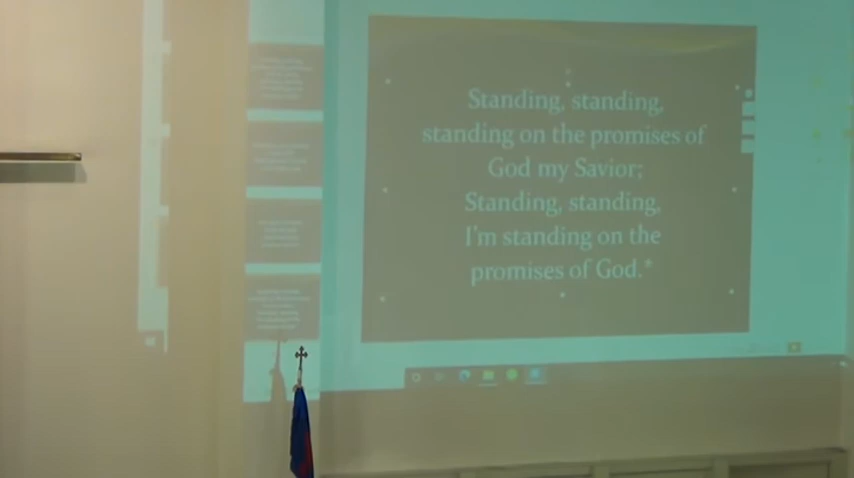 Standing, standing,
standing on the promises of
God my Savior;
Standing, standing,
I'm standing on the
promises of God.*